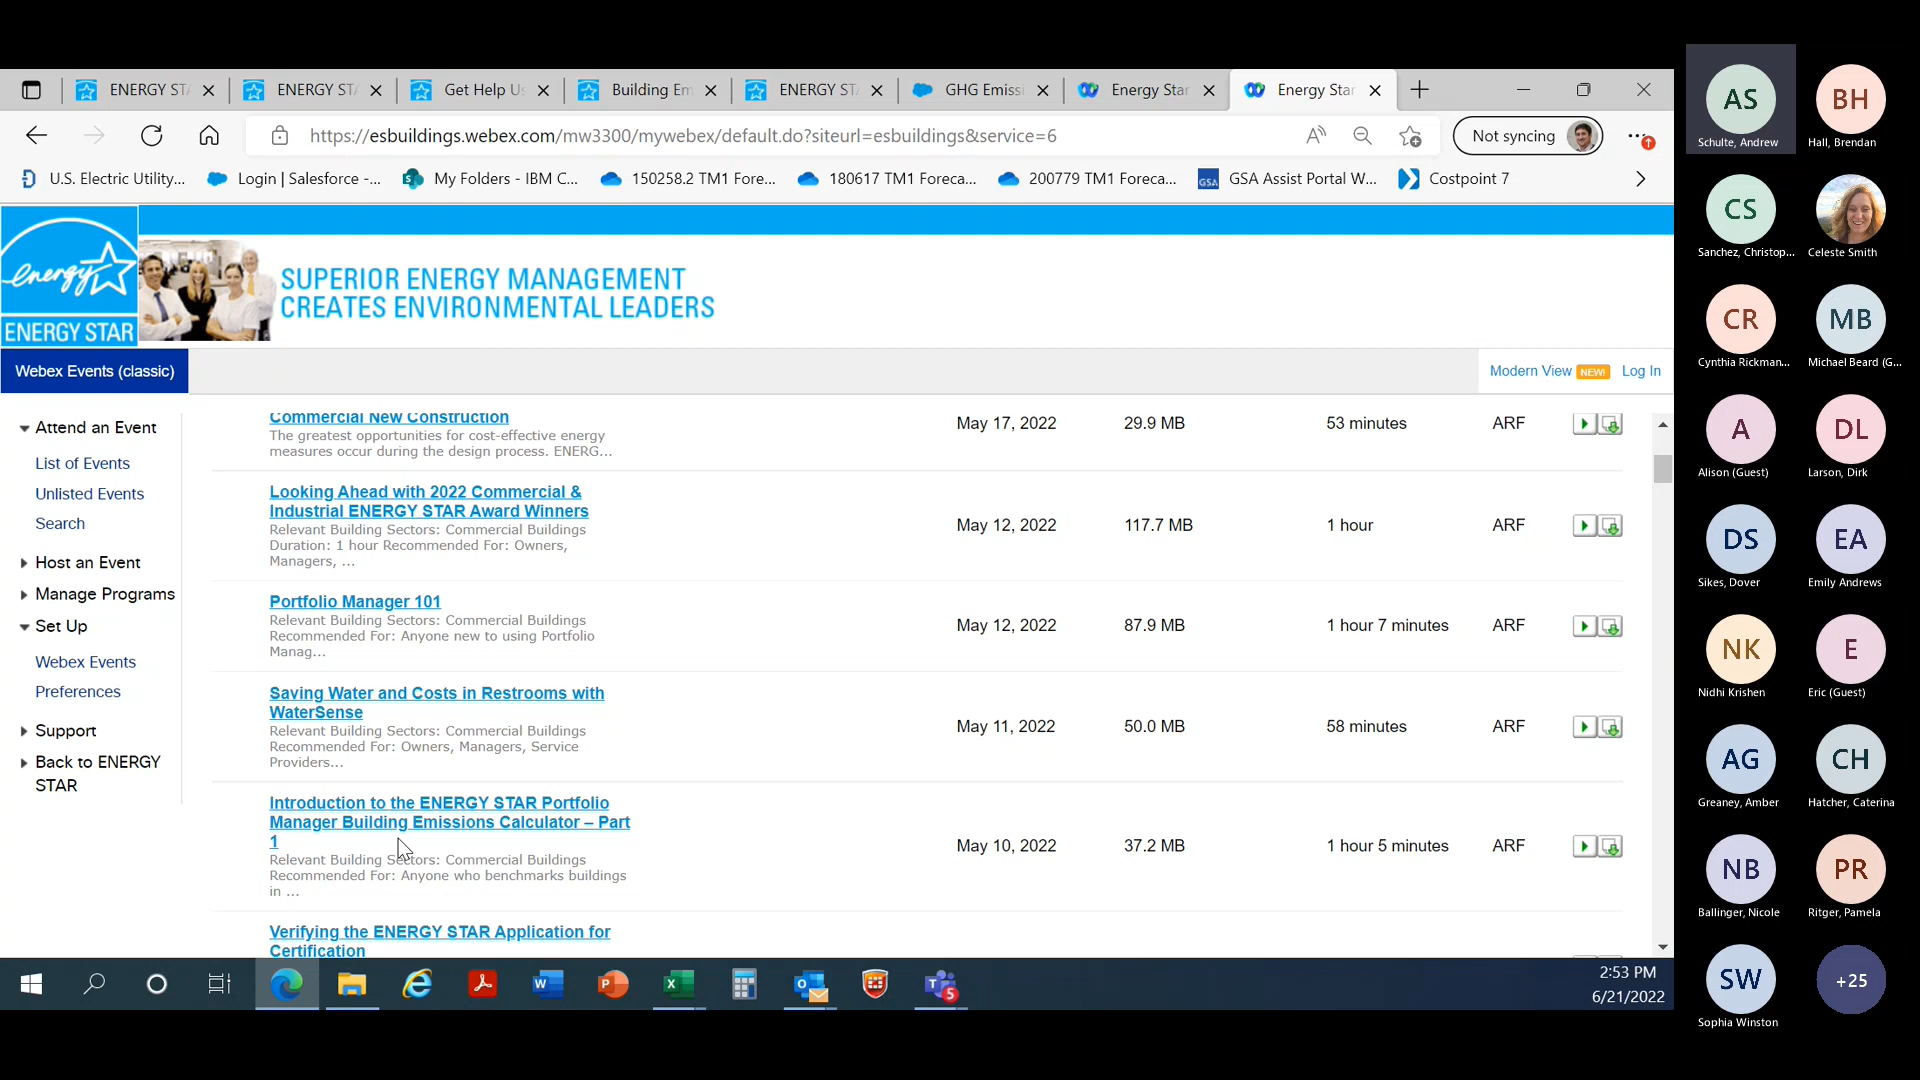 ENERGY STA
ENERGY STA
Get Help Us
Building Em
ENERGY STA
GHG Emissi
Energy Star
Energy Star
https://esbuildings.webex.com/mw3300/mywebex/default.do?siteurl=esbuildings&service=6
Not syncing
U.S. Electric Utility...
Login | Salesforce -...
My Folders - IBM C...
150258.2 TM1 Fore...
180617 TM1 Foreca...
200779 TM1 Foreca...
GSA
GSA Assist Portal W...
Costpoint 7
energy
ENERGY STAR
SUPERIOR ENERGY MANAGEMENT
CREATES ENVIRONMENTAL LEADERS
Webex Events (classic)
Modern View NEW! Log In
Attend an Event
List of Events
Unlisted Events
Search
Host an Event
Manage Programs
Set Up
Webex Events
Preferences
Support
Back to ENERGY
STAR
Commercial New Construction
The greatest opportunities for cost-effective energy
measures occur during the design process. ENERG...
May 17, 2022 29.9 MB 53 minutes ARF
Looking Ahead with 2022 Commercial &
Industrial ENERGY STAR Award Winners
Relevant Building Sectors: Commercial Buildings
Duration: 1 hour Recommended For: Owners,
Managers, ...
May 12, 2022 117.7 MB 1 hour ARF
Portfolio Manager 101
Relevant Building Sectors: Commercial Buildings
Recommended For: Anyone new to using Portfolio
Manag...
May 12, 2022 87.9 MB 1 hour 7 minutes ARF
Saving Water and Costs in Restrooms with
WaterSense
Relevant Building Sectors: Commercial Buildings
Recommended For: Owners, Managers, Service
Providers...
May 11, 2022 50.0 MB 58 minutes ARF
Introduction to the ENERGY STAR Portfolio
Manager Building Emissions Calculator – Part
1
Relevant Building Sectors: Commercial Buildings
Recommended For: Anyone who benchmarks buildings
in ...
May 10, 2022 37.2 MB 1 hour 5 minutes ARF
Verifying the ENERGY STAR Application for
Certification
2:53 PM
6/21/2022
AS
Schulte, Andrew
BH
Hall, Brendan
CS
Sanchez, Christop...
Celeste Smith
CR
Cynthia Rickman...
MB
Michael Beard (G...
A
Alison (Guest)
DL
Larson, Dirk
DS
Sikes, Dover
EA
Emily Andrews
NK
Nidhi Krishen
E
Eric (Guest)
AG
Greaney, Amber
CH
Hatcher, Caterina
NB
Ballinger, Nicole
PR
Ritger, Pamela
SW
Sophia Winston
+25